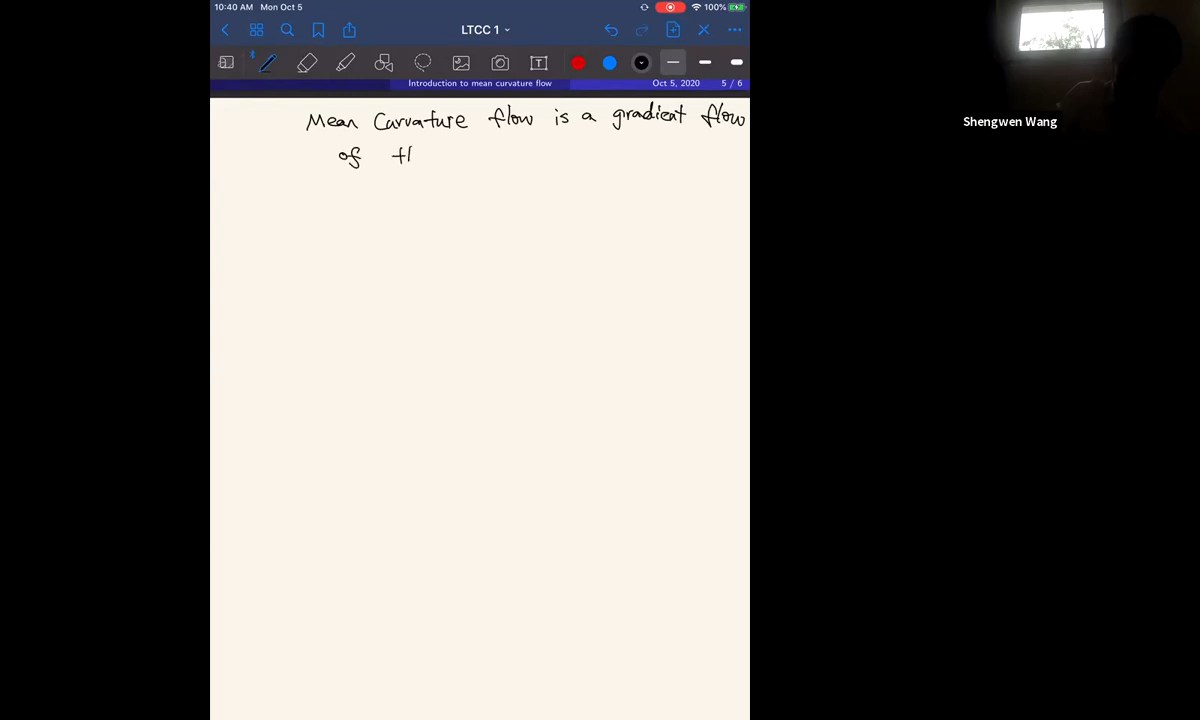 10:40 AM Mon Oct 5
100%
LTCC 1
T
Introduction to mean curvature flow
Oct 5, 2020
5 / 6
Mean Curvature flow is a gradient flow
of th
Shengwen Wang